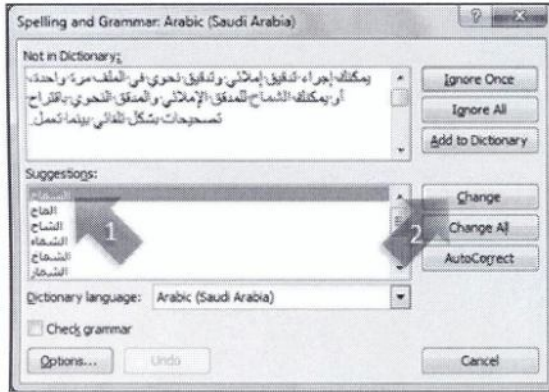 Spelling and Grammar: Arabic (Saudi Arabia)
Not in Dictionary:
يمكنك إجراء تدقيق إملائي وتدقيق نحوي في الملف مرة واحدة،
أو يمكنك الشماح للمدقق الإملائي والمدقق النحوي باقتراح
تصحيحات بشكل تلقائي بينما تعمل.
Ignore Once
Ignore All
Add to Dictionary
Suggestions:
السماح
الماح
الشاح
الشماء
الشماخ
الشمار
1
2
Change
Change All
AutoCorrect
Dictionary language: Arabic (Saudi Arabia)
Check grammar
Options...
Undo
Cancel